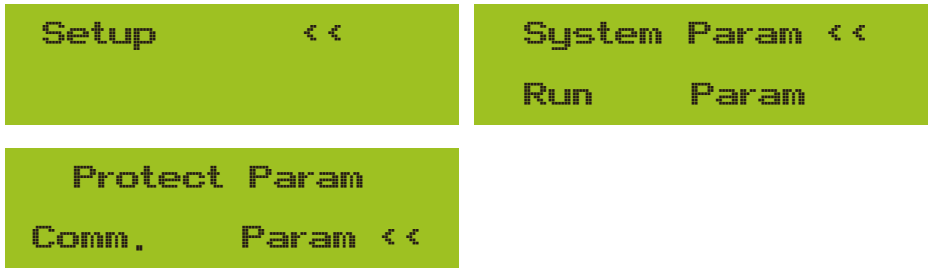 Setup <<
System Param <<
Run Param
Protect Param
Comm. Param <<